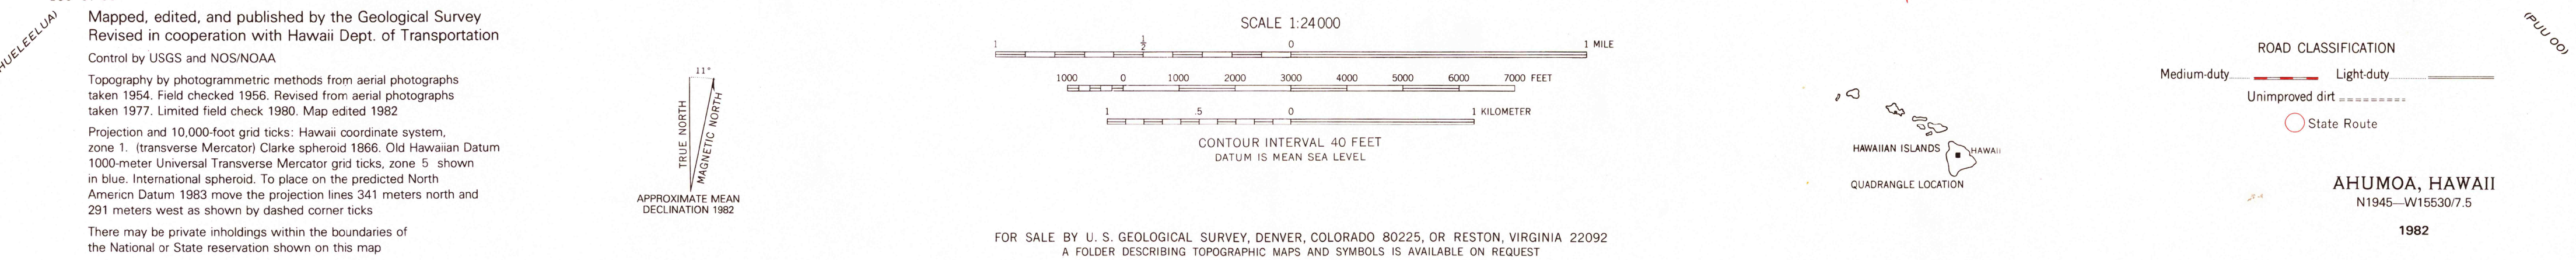 HUELEELUA)
Mapped, edited, and published by the Geological Survey
Revised in cooperation with Hawaii Dept. of Transportation
Control by USGS and NOS/NOAA
Topography by photogrammetric methods from aerial photographs
taken 1954. Field checked 1956. Revised from aerial photographs
taken 1977. Limited field check 1980. Map edited 1982
Projection and 10,000-foot grid ticks: Hawaii coordinate system,
zone 1. (transverse Mercator) Clarke spheroid 1866. Old Hawaiian Datum
1000-meter Universal Transverse Mercator grid ticks, zone 5 shown
in blue. International spheroid. To place on the predicted North
Americn Datum 1983 move the projection lines 341 meters north and
291 meters west as shown by dashed corner ticks
There may be private inholdings within the boundaries of
the National or State reservation shown on this map
11°
TRUE NORTH
MAGNETIC NORTH
APPROXIMATE MEAN
DECLINATION 1982
SCALE 1:24 000
1 1/2 0 1 MILE
1000 0 1000 2000 3000 4000 5000 6000 7000 FEET
1 .5 0 1 KILOMETER
CONTOUR INTERVAL 40 FEET
DATUM IS MEAN SEA LEVEL
FOR SALE BY U. S. GEOLOGICAL SURVEY, DENVER, COLORADO 80225, OR RESTON, VIRGINIA 22092
A FOLDER DESCRIBING TOPOGRAPHIC MAPS AND SYMBOLS IS AVAILABLE ON REQUEST
HAWAIIAN ISLANDS
HAWAII
QUADRANGLE LOCATION
(PUU OO)
ROAD CLASSIFICATION
Medium-duty Light-duty
Unimproved dirt
State Route
AHUMOA, HAWAII
N1945—W15530/7.5
1982